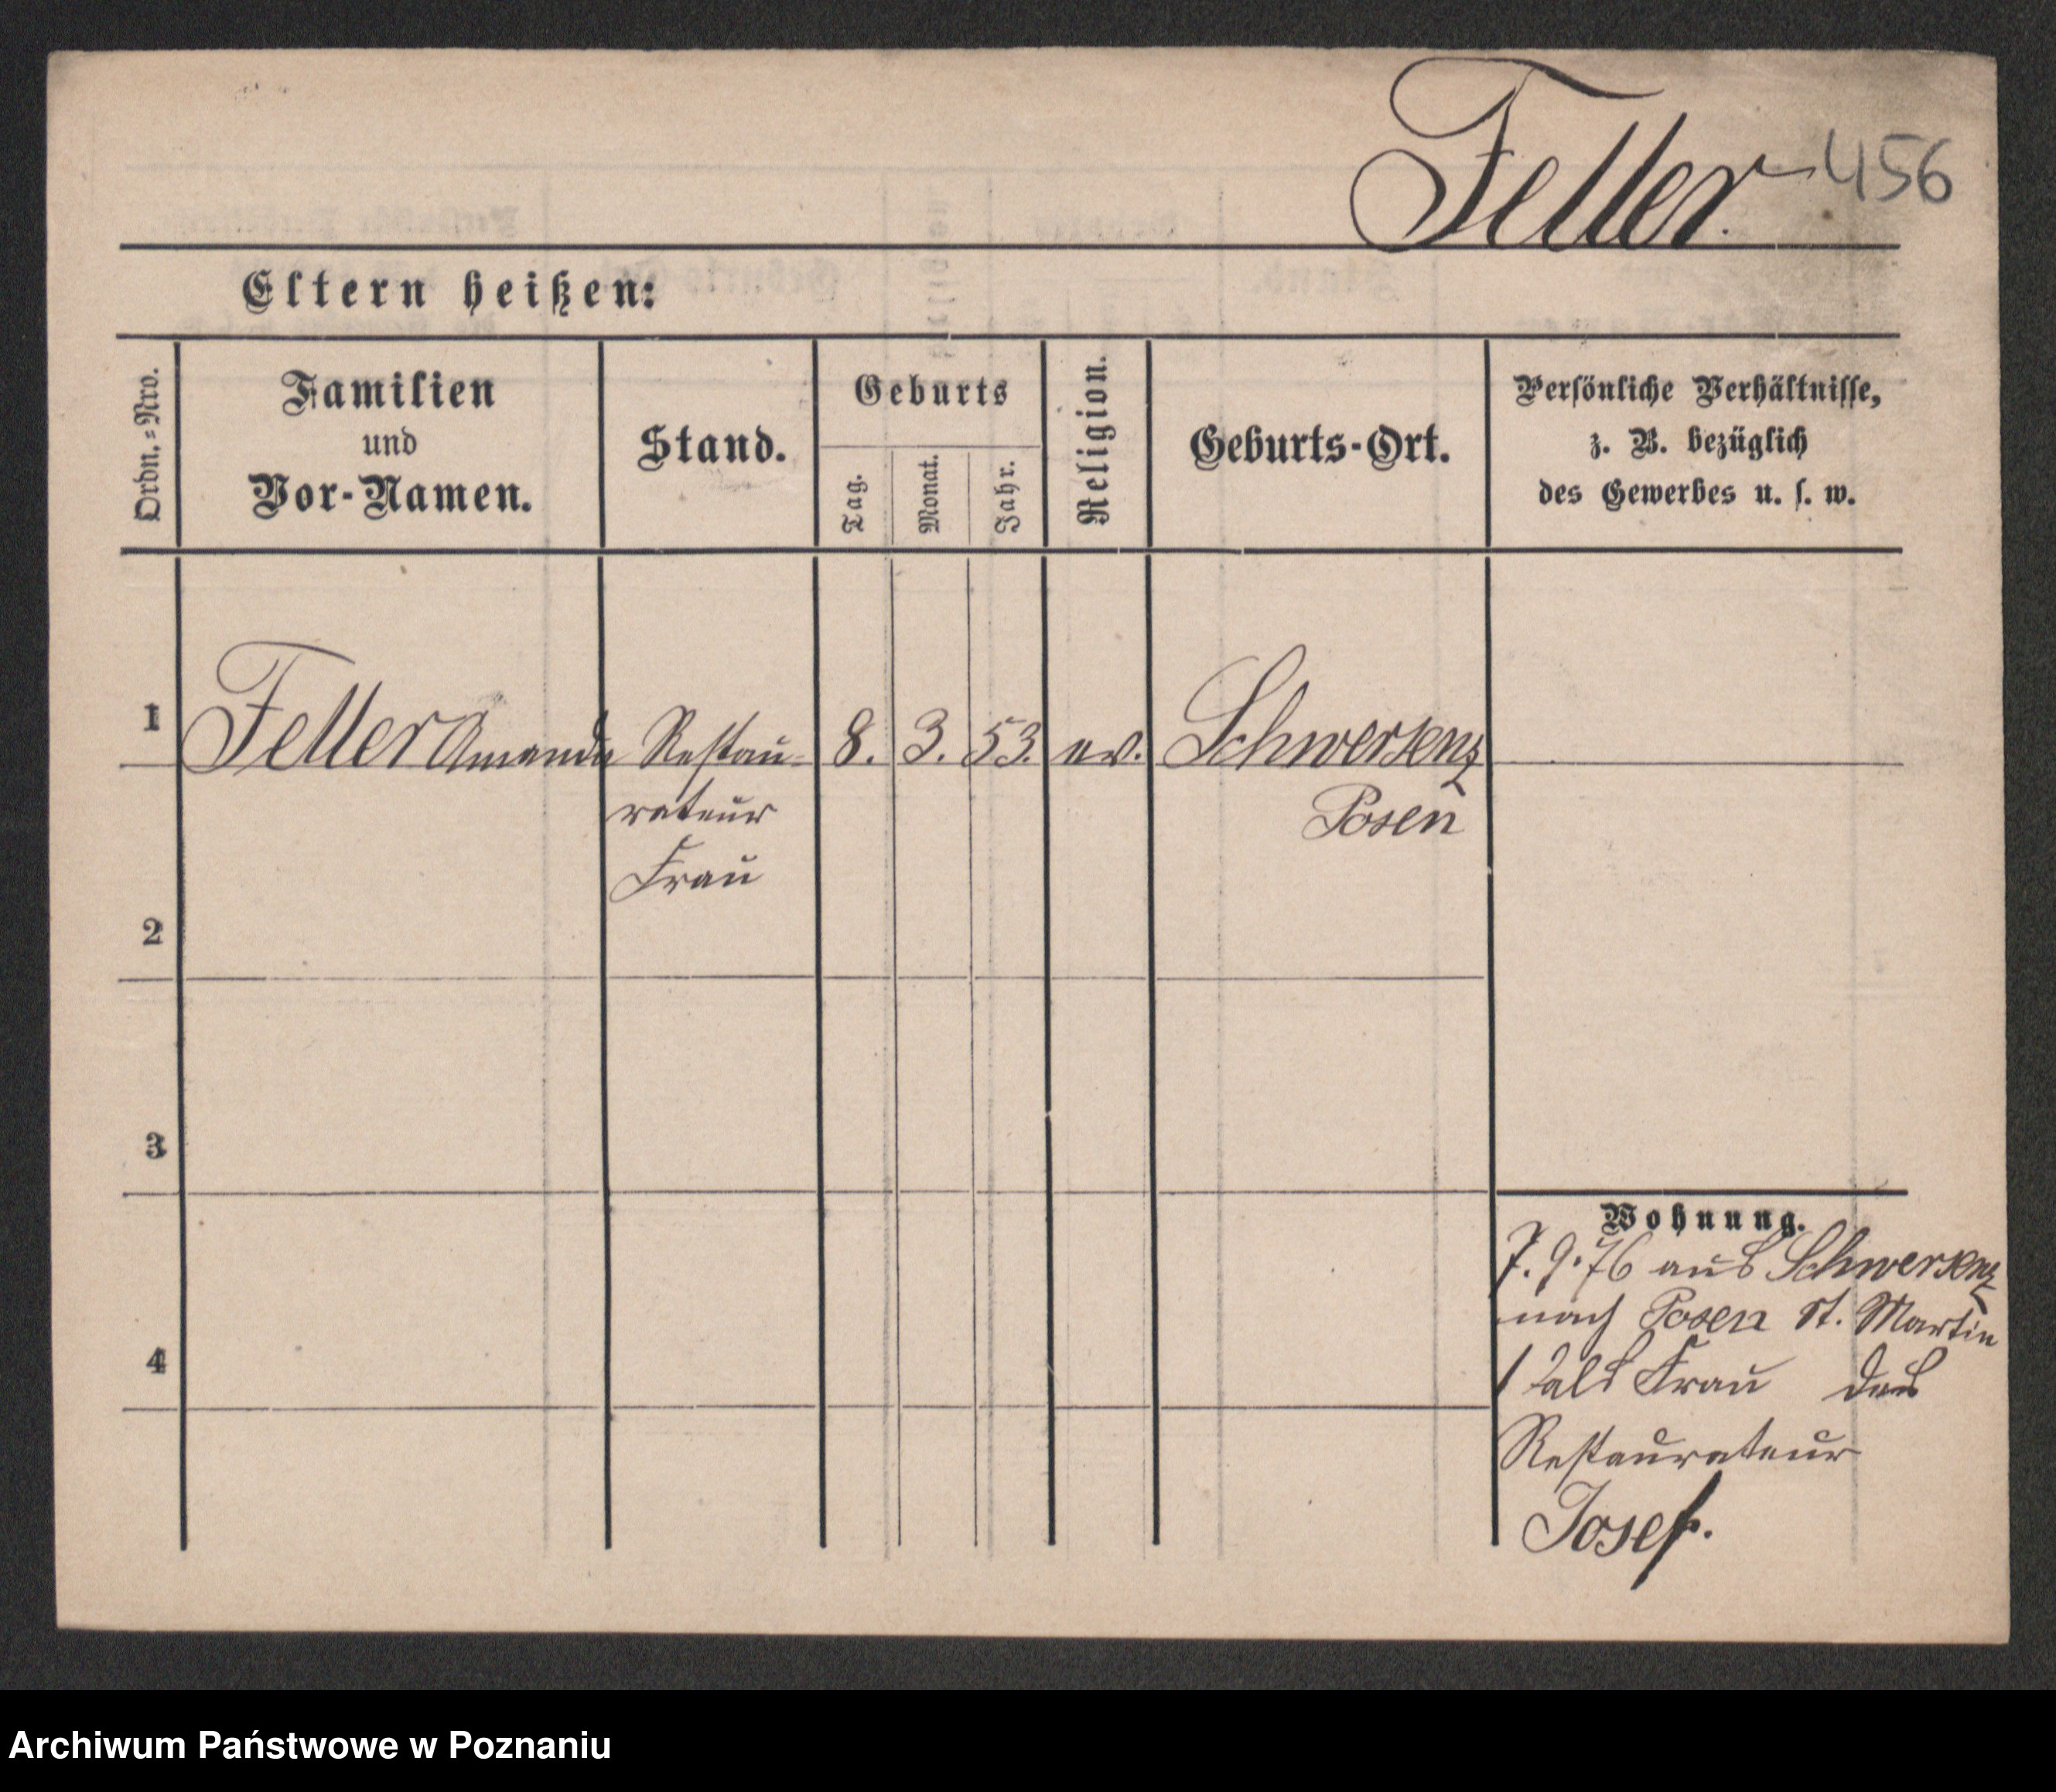 Feller. 456
Eltern heißen:
Ordn.=Nro.
Familien
und
Vor-Namen.
Stand.
Geburts
Tag.
Monat.
Jahr.
Religion.
Geburts-Ort.
Persönliche Verhältnisse,
z. B. bezüglich
des Gewerbes u. s. w.
1 Feller Amanda Restau- 8. 3. 53. ev. Schwersenz
rateur Posen
Frau
2
3
4
Wohnung.
7. 9. 76 aus Schwersenz
nach Posen St. Martin
als Frau des
Restaurateur
Josef.
Archiwum Państwowe w Poznaniu